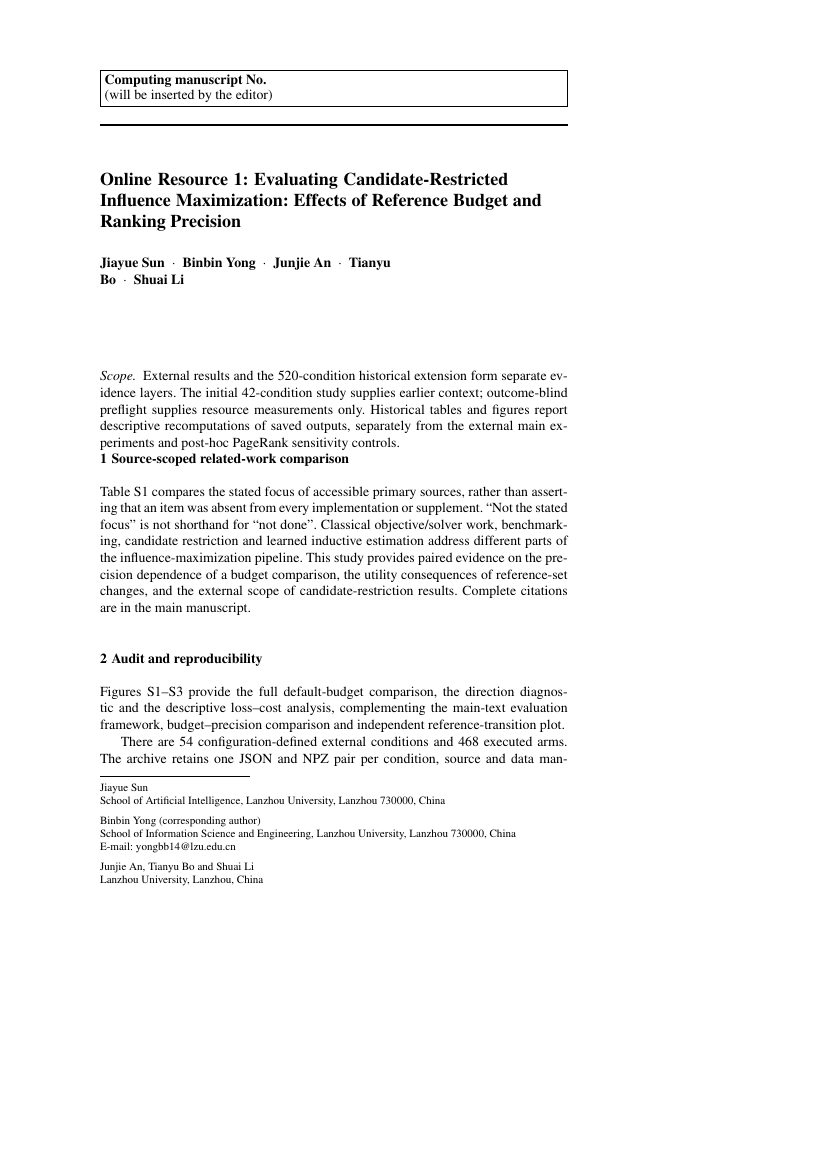 Computing manuscript No.
(will be inserted by the editor)
Online Resource 1: Evaluating Candidate-Restricted
Influence Maximization: Effects of Reference Budget and
Ranking Precision
Jiayue Sun · Binbin Yong · Junjie An · Tianyu
Bo · Shuai Li
Scope. External results and the 520-condition historical extension form separate ev-
idence layers. The initial 42-condition study supplies earlier context; outcome-blind
preflight supplies resource measurements only. Historical tables and figures report
descriptive recomputations of saved outputs, separately from the external main ex-
periments and post-hoc PageRank sensitivity controls.
1 Source-scoped related-work comparison
Table S1 compares the stated focus of accessible primary sources, rather than assert-
ing that an item was absent from every implementation or supplement. “Not the stated
focus” is not shorthand for “not done”. Classical objective/solver work, benchmark-
ing, candidate restriction and learned inductive estimation address different parts of
the influence-maximization pipeline. This study provides paired evidence on the pre-
cision dependence of a budget comparison, the utility consequences of reference-set
changes, and the external scope of candidate-restriction results. Complete citations
are in the main manuscript.
2 Audit and reproducibility
Figures S1–S3 provide the full default-budget comparison, the direction diagnos-
tic and the descriptive loss–cost analysis, complementing the main-text evaluation
framework, budget–precision comparison and independent reference-transition plot.
There are 54 configuration-defined external conditions and 468 executed arms.
The archive retains one JSON and NPZ pair per condition, source and data man-
Jiayue Sun
School of Artificial Intelligence, Lanzhou University, Lanzhou 730000, China
Binbin Yong (corresponding author)
School of Information Science and Engineering, Lanzhou University, Lanzhou 730000, China
E-mail: yongbb14@lzu.edu.cn
Junjie An, Tianyu Bo and Shuai Li
Lanzhou University, Lanzhou, China